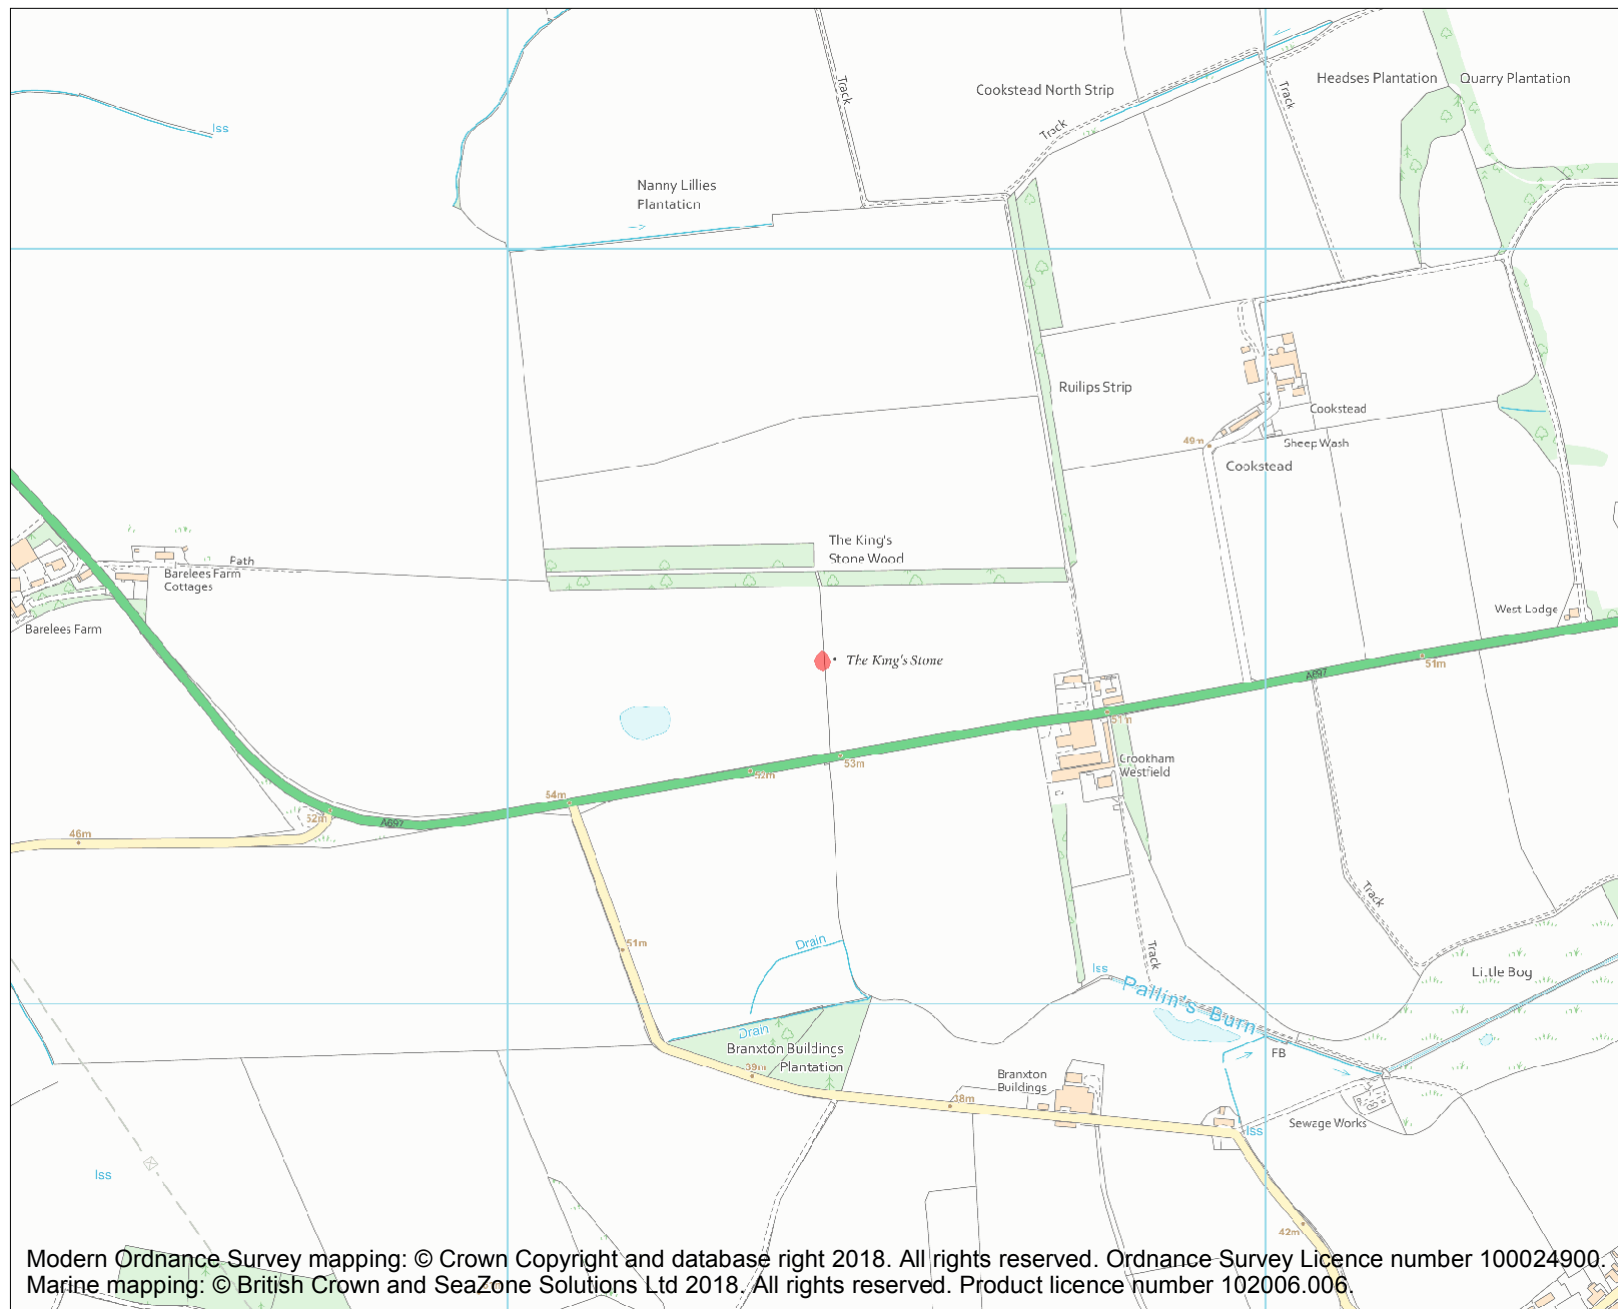 Track
Cookstead North Strip
Track
Track
Headses Plantation
Quarry Plantation
Iss
Nanny Lillies
Plantation
Ruilips Strip
Cookstead
49m
Sheep Wash
Cookstead
The King's
Stone Wood
Path
Barelees Farm
Cottages
Barelees Farm
West Lodge
The King's Stone
51m
A697
51m
53m
52m
Crookham
Westfield
54m
52m
A697
46m
Track
51m
Drain
Track
Iss
Little Bog
Pallin's Burn
Drain
Branxton Buildings
Plantation
39m
FB
Branxton
Buildings
38m
Sewage Works
Iss
Iss
42m
Modern Ordnance Survey mapping: © Crown Copyright and database right 2018. All rights reserved. Ordnance Survey Licence number 100024900.
Marine mapping: © British Crown and SeaZone Solutions Ltd 2018. All rights reserved. Product licence number 102006.006.